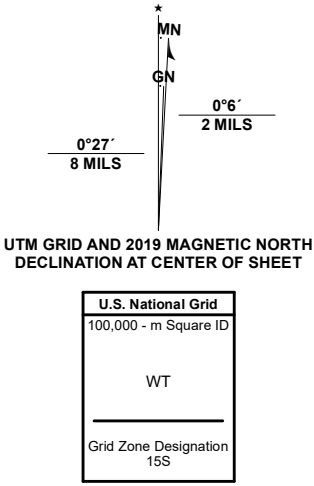 ★
MN
GN
0°6´
2 MILS
0°27´
8 MILS
UTM GRID AND 2019 MAGNETIC NORTH
DECLINATION AT CENTER OF SHEET
U.S. National Grid
100,000 - m Square ID
WT
Grid Zone Designation
15S